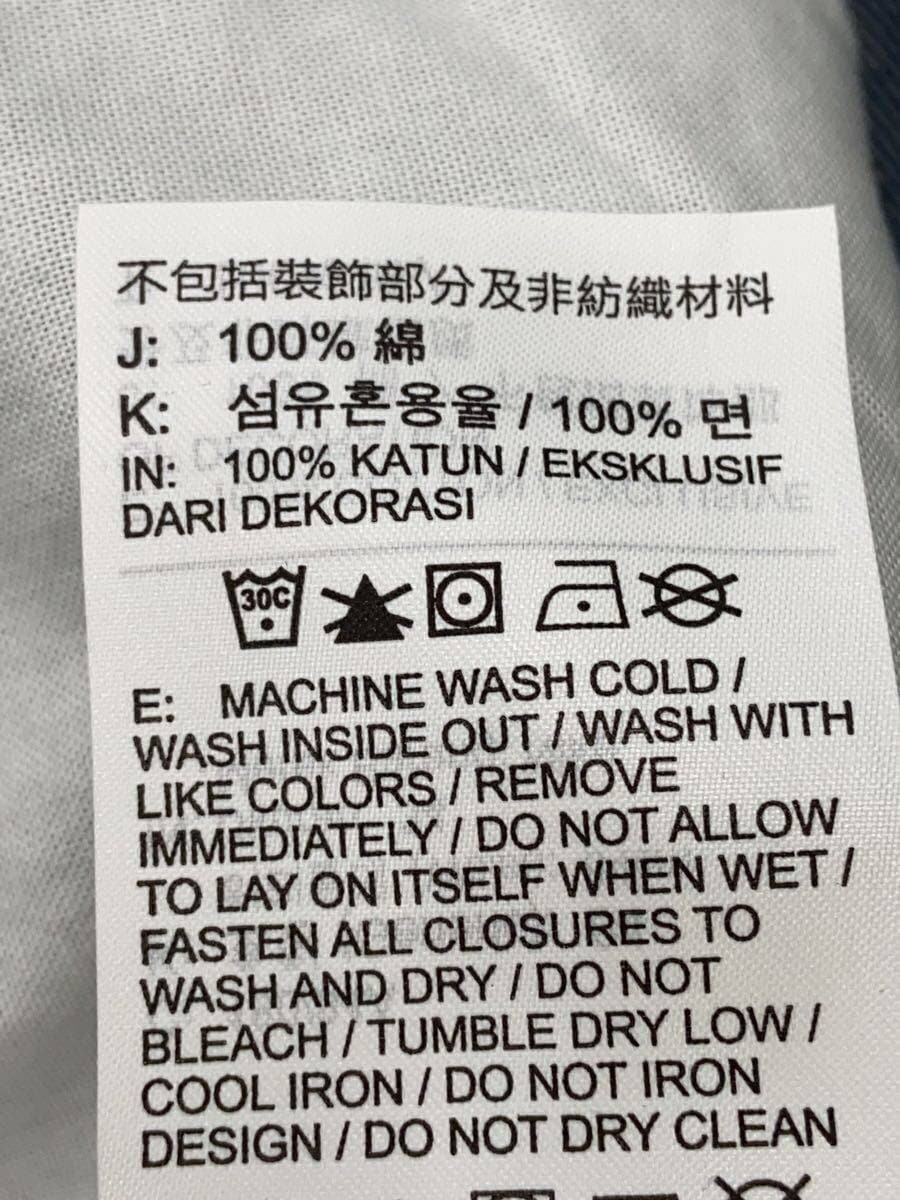 不包括裝飾部分及非紡織材料
J: 100% 綿
K: 섬유혼용율 / 100% 면
IN: 100% KATUN / EKSKLUSIF
DARI DEKORASI
30C
E: MACHINE WASH COLD /
WASH INSIDE OUT / WASH WITH
LIKE COLORS / REMOVE
IMMEDIATELY / DO NOT ALLOW
TO LAY ON ITSELF WHEN WET /
FASTEN ALL CLOSURES TO
WASH AND DRY / DO NOT
BLEACH / TUMBLE DRY LOW /
COOL IRON / DO NOT IRON
DESIGN / DO NOT DRY CLEAN